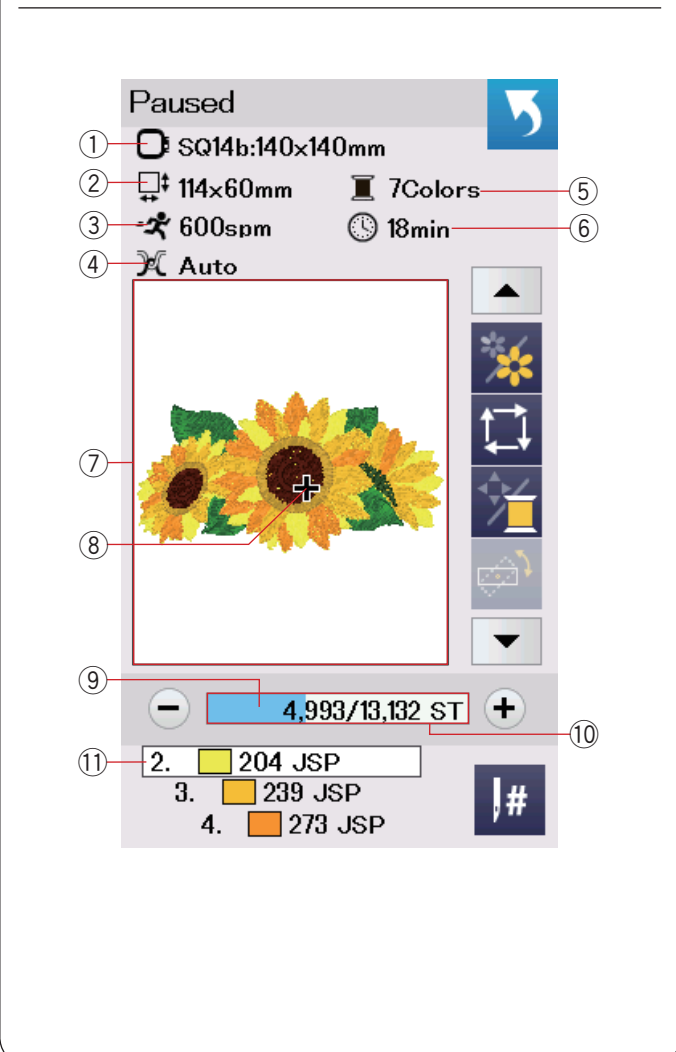 Paused
① SQ14b:140x140mm
② 114x60mm 7Colors ⑤
③ 600spm 18min ⑥
④ Auto
⑦
⑧
⑨
4,993/13,132 ST
⑩
⑪ 2. 204 JSP
3. 239 JSP
4. 273 JSP
#